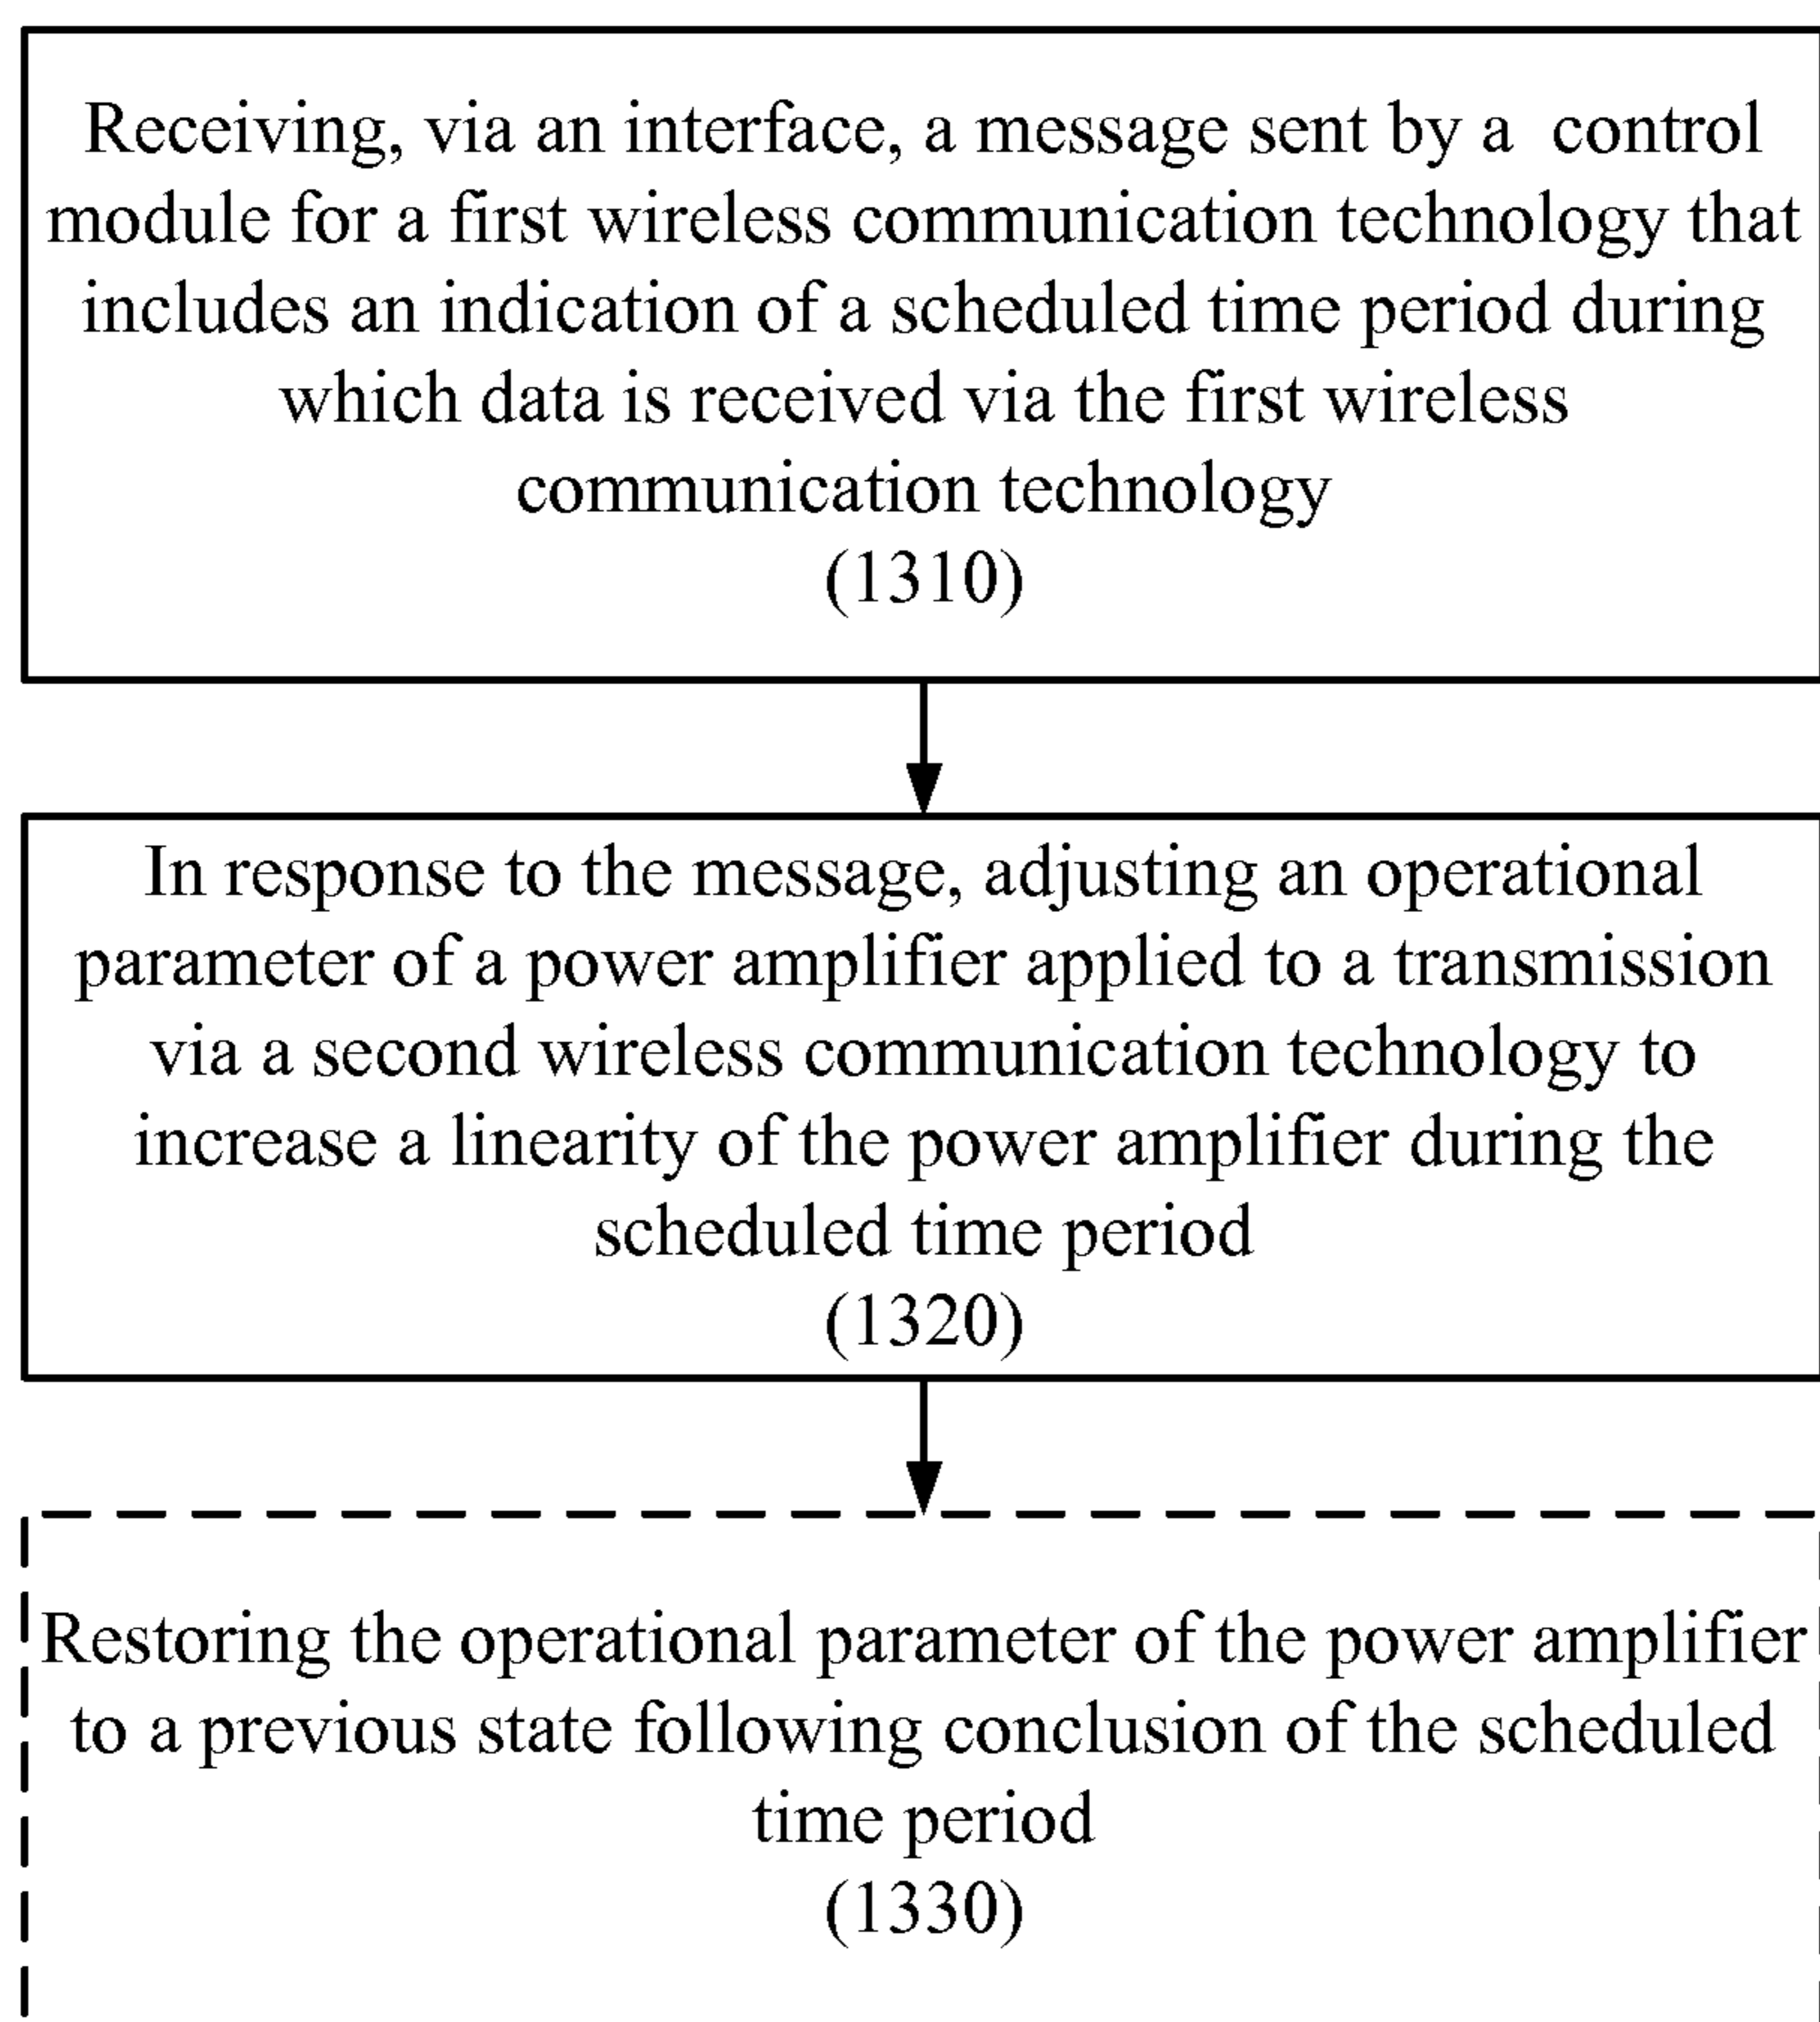 Receiving, via an interface, a message sent by a control
module for a first wireless communication technology that
includes an indication of a scheduled time period during
which data is received via the first wireless
communication technology
(1310)
In response to the message, adjusting an operational
parameter of a power amplifier applied to a transmission
via a second wireless communication technology to
increase a linearity of the power amplifier during the
scheduled time period
(1320)
Restoring the operational parameter of the power amplifier
to a previous state following conclusion of the scheduled
time period
(1330)